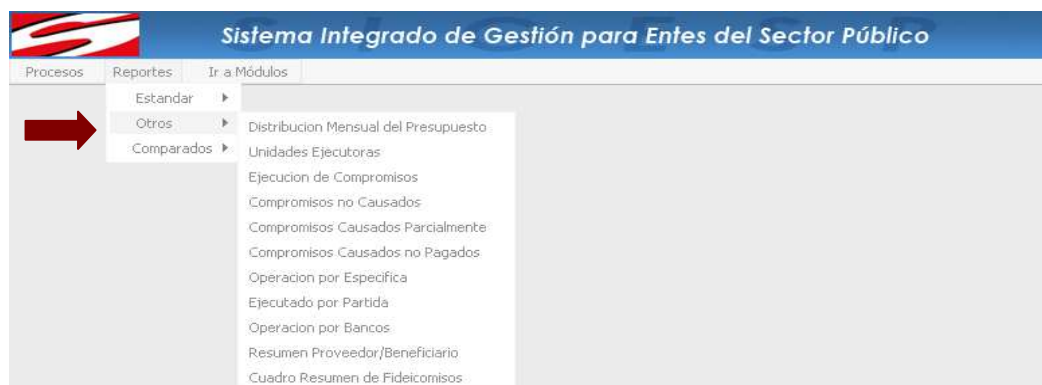 Sistema Integrado de Gestión para Entes del Sector Público
Procesos Reportes Ir a Módulos
Estandar
Otros
Comparados
Distribucion Mensual del Presupuesto
Unidades Ejecutoras
Ejecucion de Compromisos
Compromisos no Causados
Compromisos Causados Parcialmente
Compromisos Causados no Pagados
Operacion por Especifica
Ejecutado por Partida
Operacion por Bancos
Resumen Proveedor/Beneficiario
Cuadro Resumen de Fideicomisos